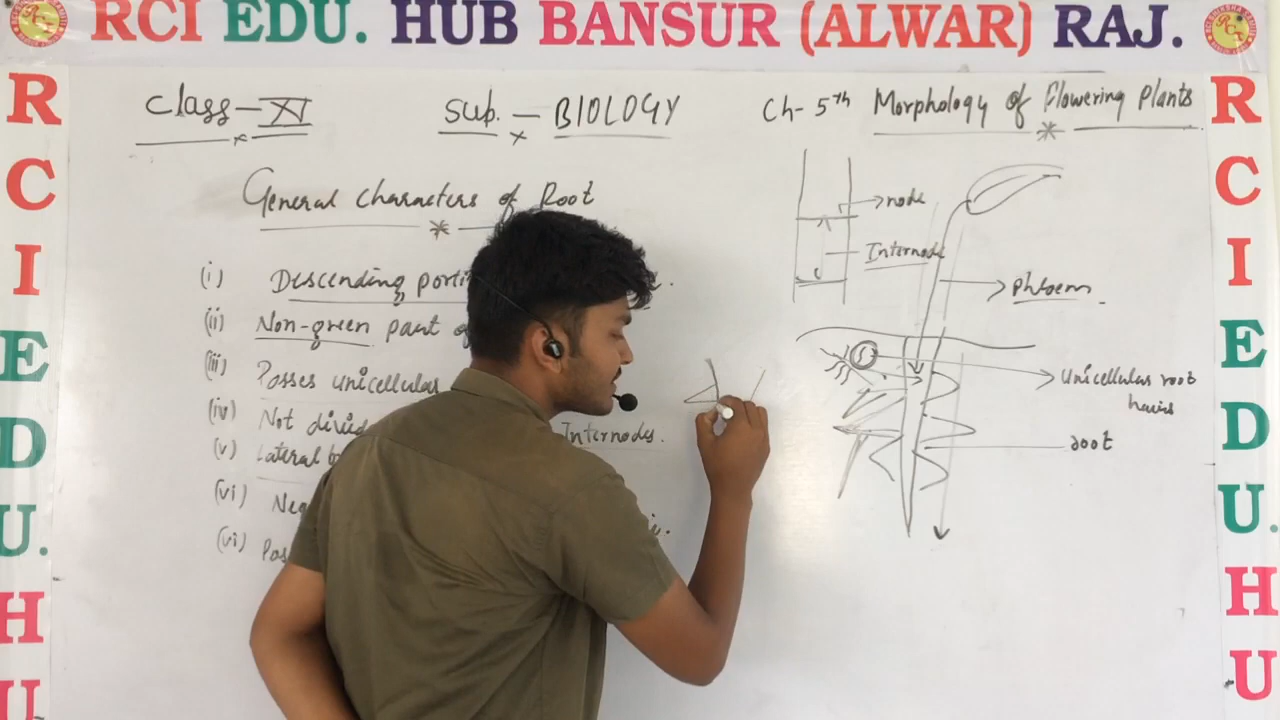 RCI EDU. HUB BANSUR (ALWAR) RAJ.
R
C
I
E
D
U.
H
U
R
C
I
E
D
U.
H
U
Class - XI
Sub. - BIOLOGY
Ch- 5th Morphology of Flowering Plants
General characters of Root
(i) Descending porti
(ii) Non-green part of
(iii) Posses unicellular
(iv) Not divid Internodes.
(v) Lateral
(vi) Neg
(vi) Pos
node
Internode
Phloem
Unicellular root
hairs
root